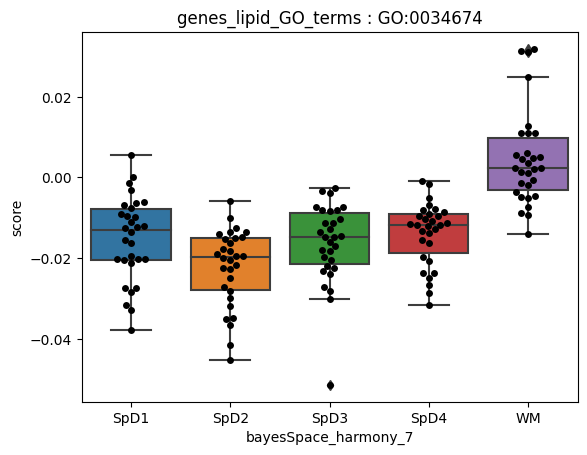 genes_lipid_GO_terms : GO:0034674
0.02
0.00
−0.02
−0.04
score
SpD1 SpD2 SpD3 SpD4 WM
bayesSpace_harmony_7